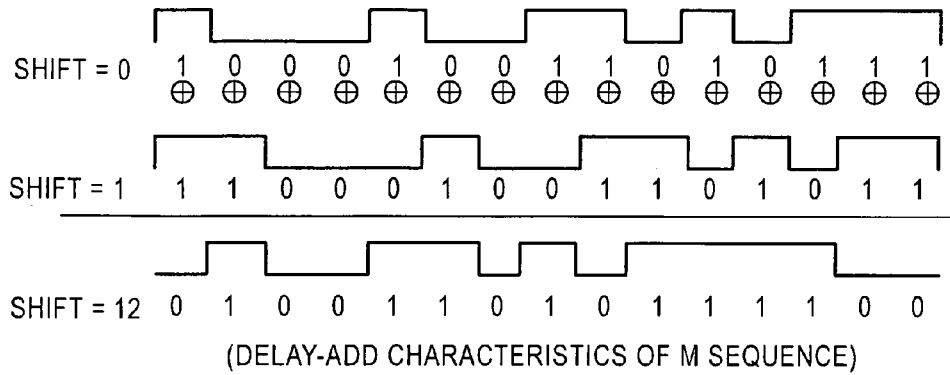 SHIFT = 0 1 0 0 0 1 0 0 1 1 0 1 0 1 1 1
⊕ ⊕ ⊕ ⊕ ⊕ ⊕ ⊕ ⊕ ⊕ ⊕ ⊕ ⊕ ⊕ ⊕ ⊕
SHIFT = 1 1 1 0 0 0 1 0 0 1 1 0 1 0 1 1
SHIFT = 12 0 1 0 0 1 1 0 1 0 1 1 1 1 0 0
(DELAY-ADD CHARACTERISTICS OF M SEQUENCE)